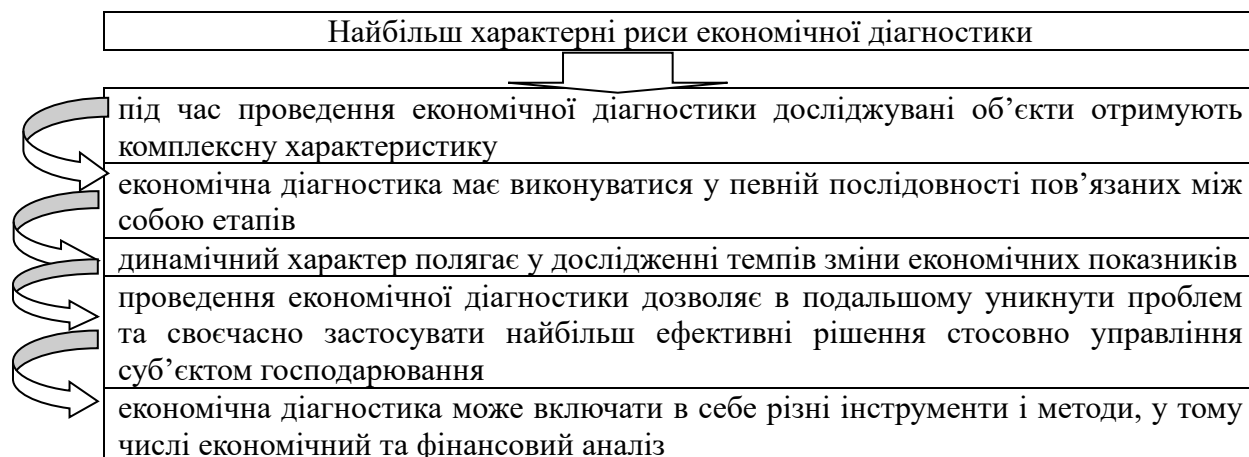 Найбільш характерні риси економічної діагностики
під час проведення економічної діагностики досліджувані об’єкти отримують
комплексну характеристику
економічна діагностика має виконуватися у певній послідовності пов’язаних між
собою етапів
динамічний характер полягає у дослідженні темпів зміни економічних показників
проведення економічної діагностики дозволяє в подальшому уникнути проблем
та своєчасно застосувати найбільш ефективні рішення стосовно управління
суб’єктом господарювання
економічна діагностика може включати в себе різні інструменти і методи, у тому
числі економічний та фінансовий аналіз